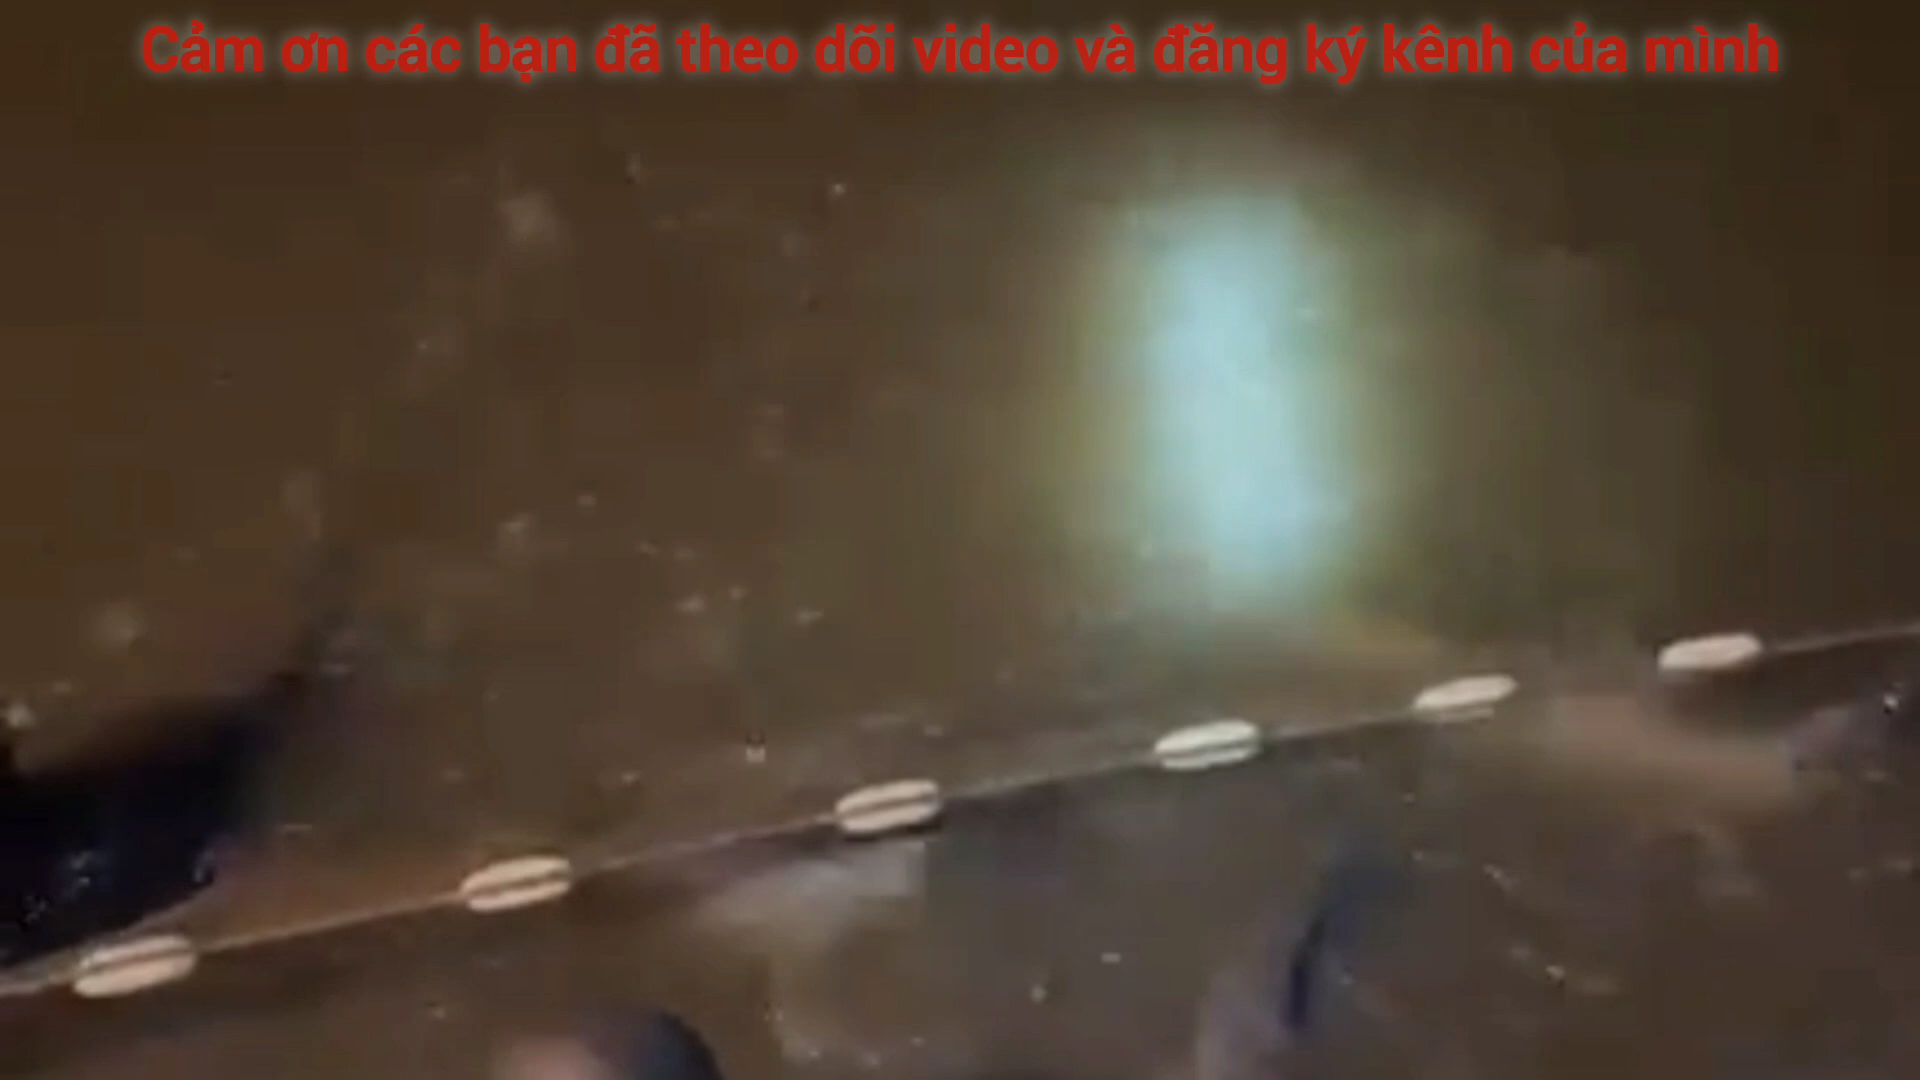 Cảm ơn các bạn đã theo dõi video và đăng ký kênh của mình